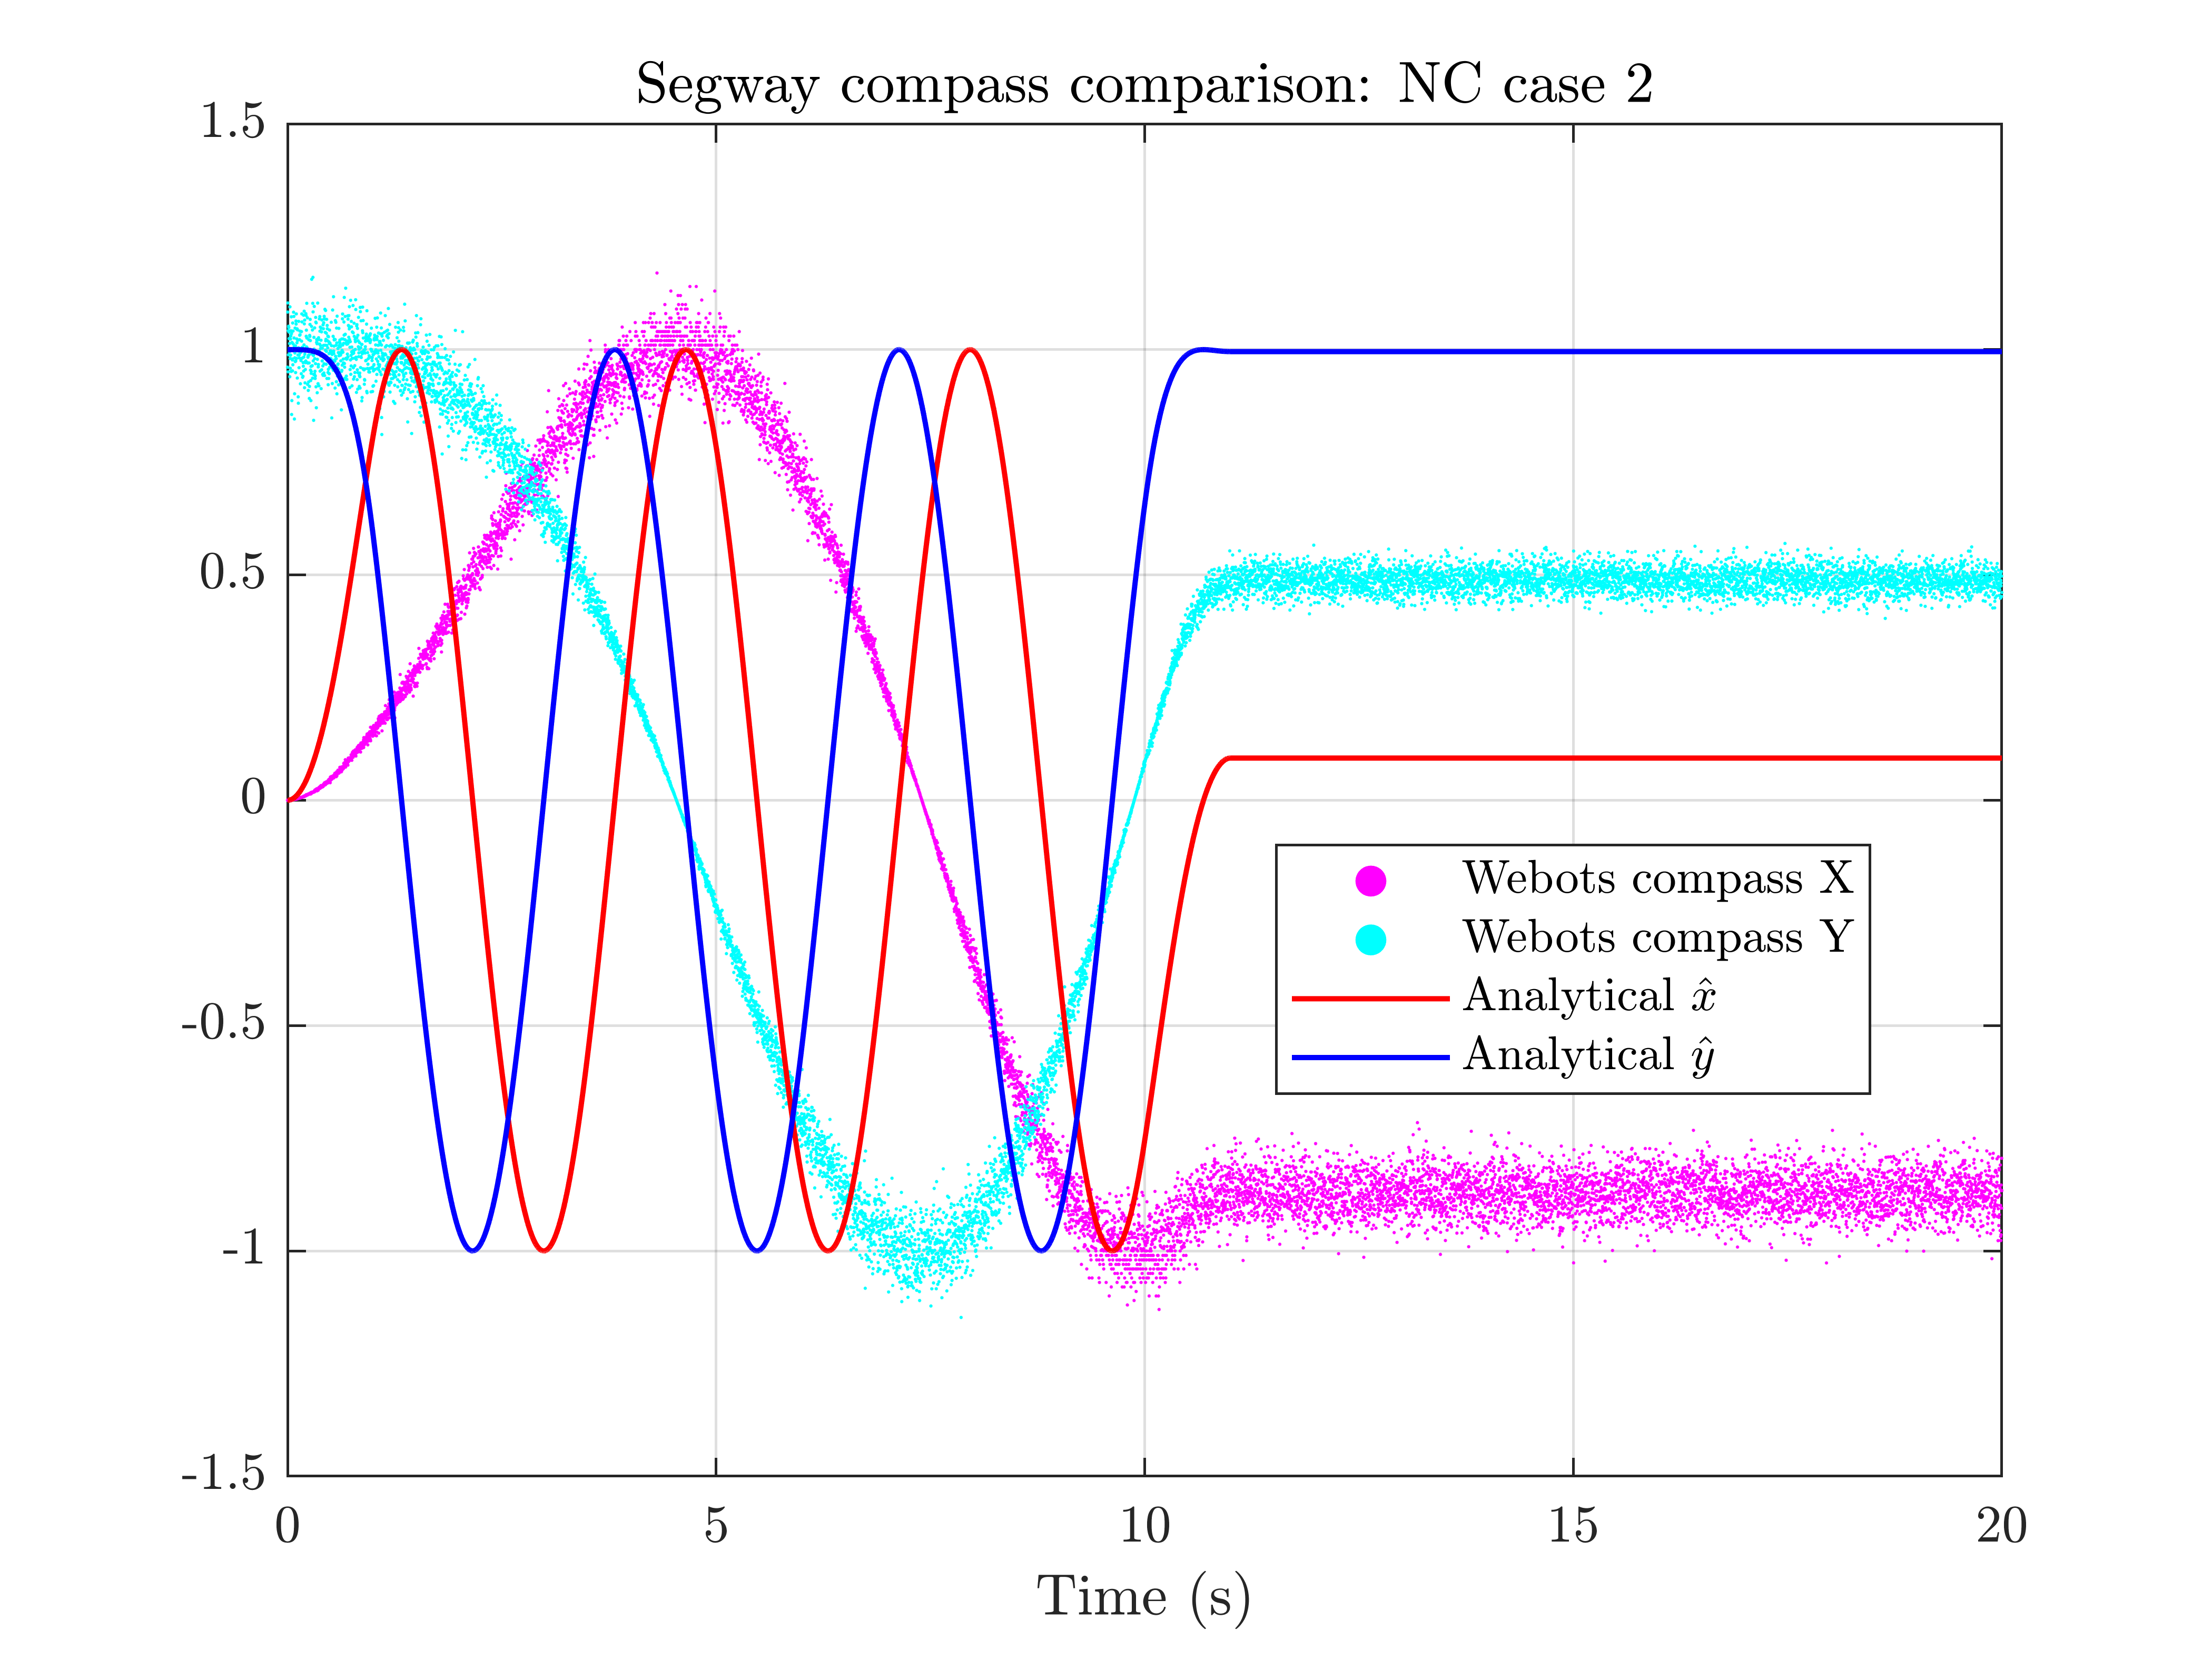 Segway compass comparison: NC case 2
1.5
1
0.5
0
-0.5
-1
-1.5
Webots compass X
Webots compass Y
Analytical x̂
Analytical ŷ
0 5 10 15 20
Time (s)